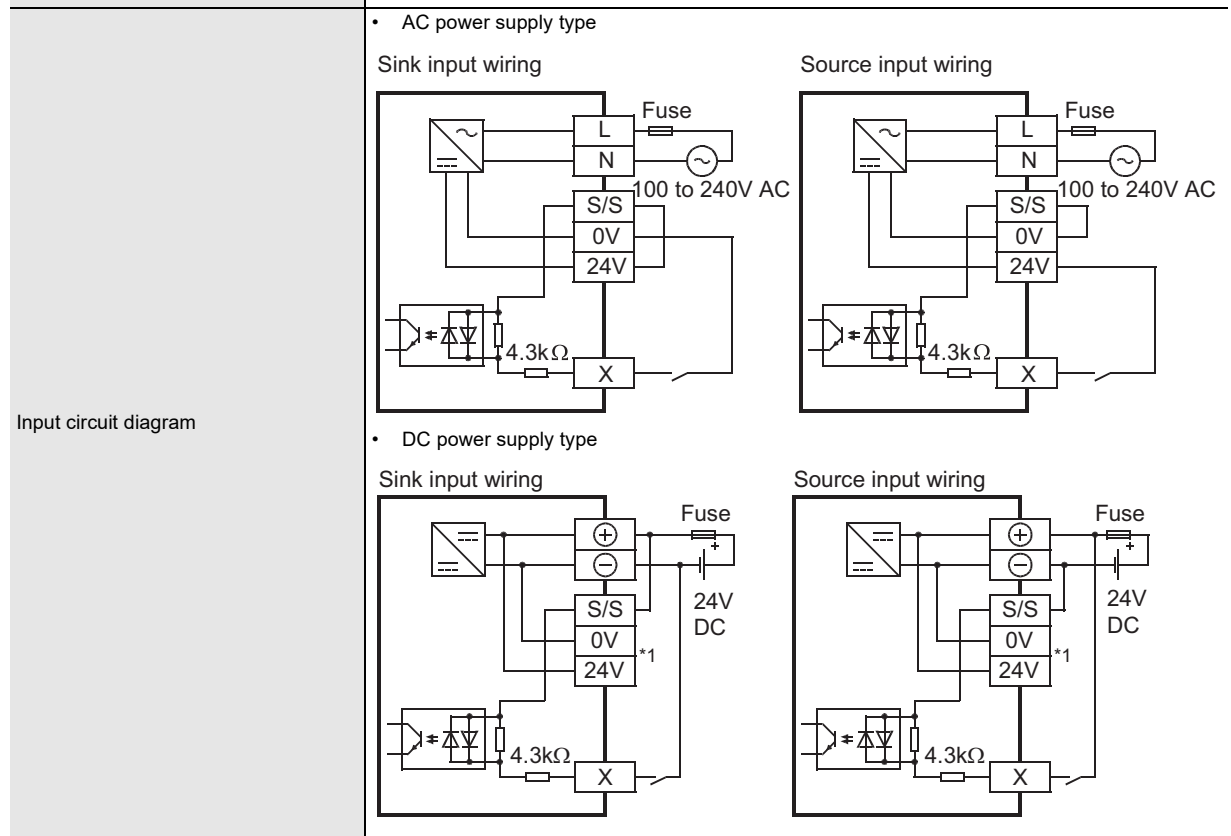 Input circuit diagram
• AC power supply type
Sink input wiring
Fuse
L
N
100 to 240V AC
S/S
0V
24V
4.3kΩ
X
Source input wiring
Fuse
L
N
100 to 240V AC
S/S
0V
24V
4.3kΩ
X
• DC power supply type
Sink input wiring
Fuse
+
24V
DC
S/S
0V
24V
*1
4.3kΩ
X
Source input wiring
Fuse
+
24V
DC
S/S
0V
24V
*1
4.3kΩ
X